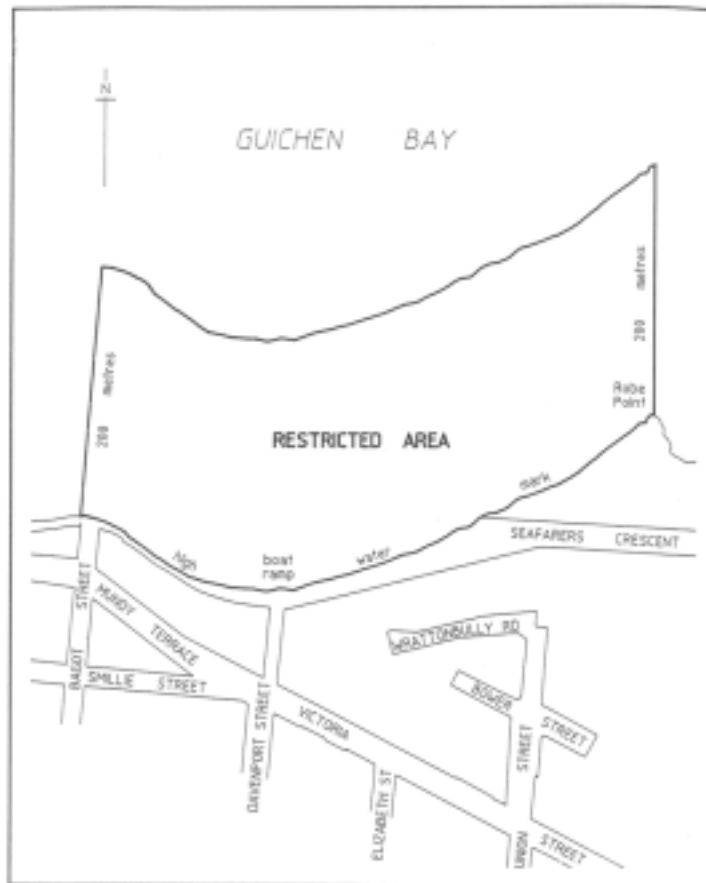 N
GUICHEN BAY
200 metres
200 metres
Robe
Point
RESTRICTED AREA
high
boat
ramp
water
mark
SEAFARERS CRESCENT
BAGOT STREET
MUNDY TERRACE
SMILLIE STREET
DAVENPORT STREET
VICTORIA STREET
ELIZABETH ST
WRATTONBULLY RD
BOWER STREET
UNION STREET